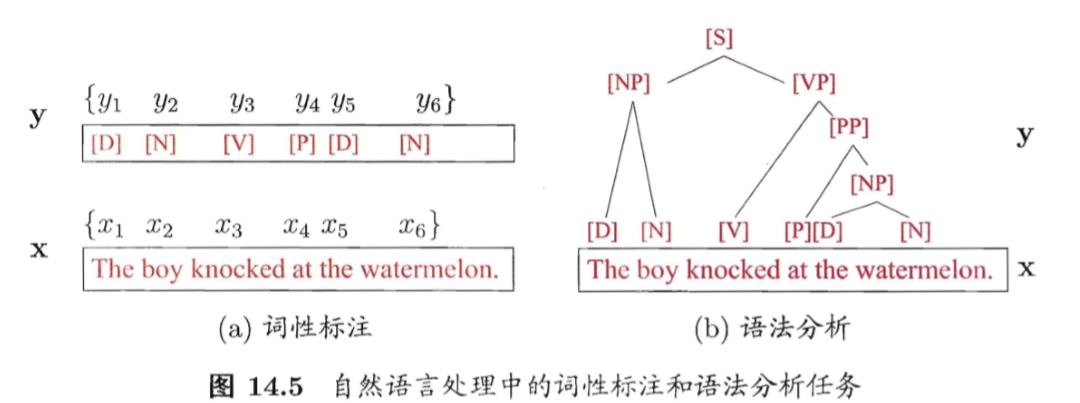 {y1 y2 y3 y4 y5 y6}
y
[D] [N] [V] [P] [D] [N]
{x1 x2 x3 x4 x5 x6}
x
The boy knocked at the watermelon.
(a) 词性标注
[S]
[NP] [VP]
[PP]
y
[NP]
[D] [N] [V] [P][D] [N]
The boy knocked at the watermelon. x
(b) 语法分析
图 14.5 自然语言处理中的词性标注和语法分析任务